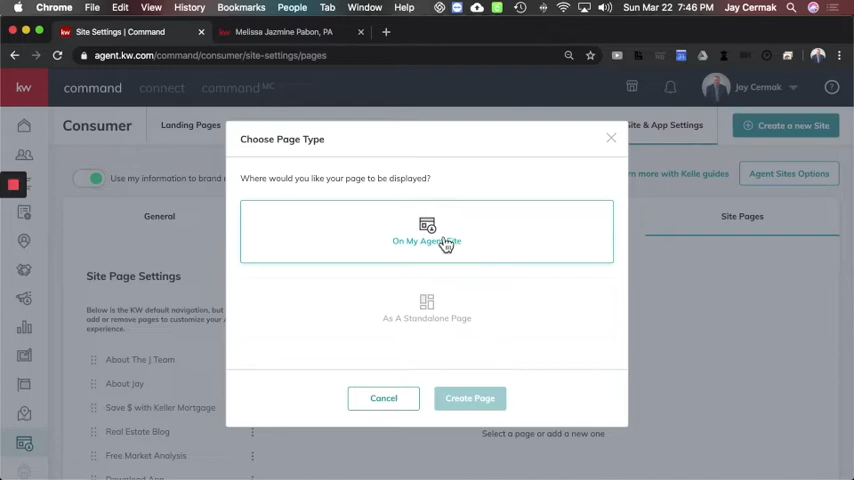 Chrome File Edit View History Bookmarks People Tab Window Help Sun Mar 22 7:46 PM Jay Cermak
kw Site Settings | Command × kw Melissa Jazmine Pabon, PA × +
agent.kw.com/command/consumer/site-settings/pages
kw command connect command MC Jay Cermak
Consumer Landing Pages Site & App Settings Create a new Site
Choose Page Type
Use my information to brand Where would you like your page to be displayed? more with Kelle guides Agent Sites Options
General Site Pages
On My Agent Site
Site Page Settings
Below is the KW default navigation, but
add or remove pages to customize your
experience.
As A Standalone Page
About The J Team
About Jay
Cancel Create Page
Save $ with Keller Mortgage
Real Estate Blog Select a page or add a new one
Free Market Analysis
Download App